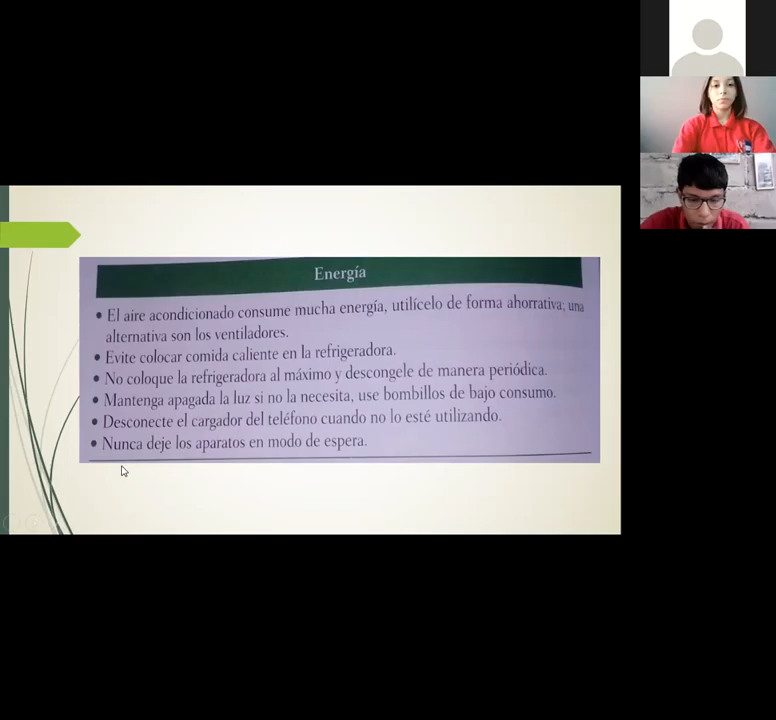 Energía
• El aire acondicionado consume mucha energía, utilícelo de forma ahorrativa; una
alternativa son los ventiladores.
• Evite colocar comida caliente en la refrigeradora.
• No coloque la refrigeradora al máximo y descongele de manera periódica.
• Mantenga apagada la luz si no la necesita, use bombillos de bajo consumo.
• Desconecte el cargador del teléfono cuando no lo esté utilizando.
• Nunca deje los aparatos en modo de espera.